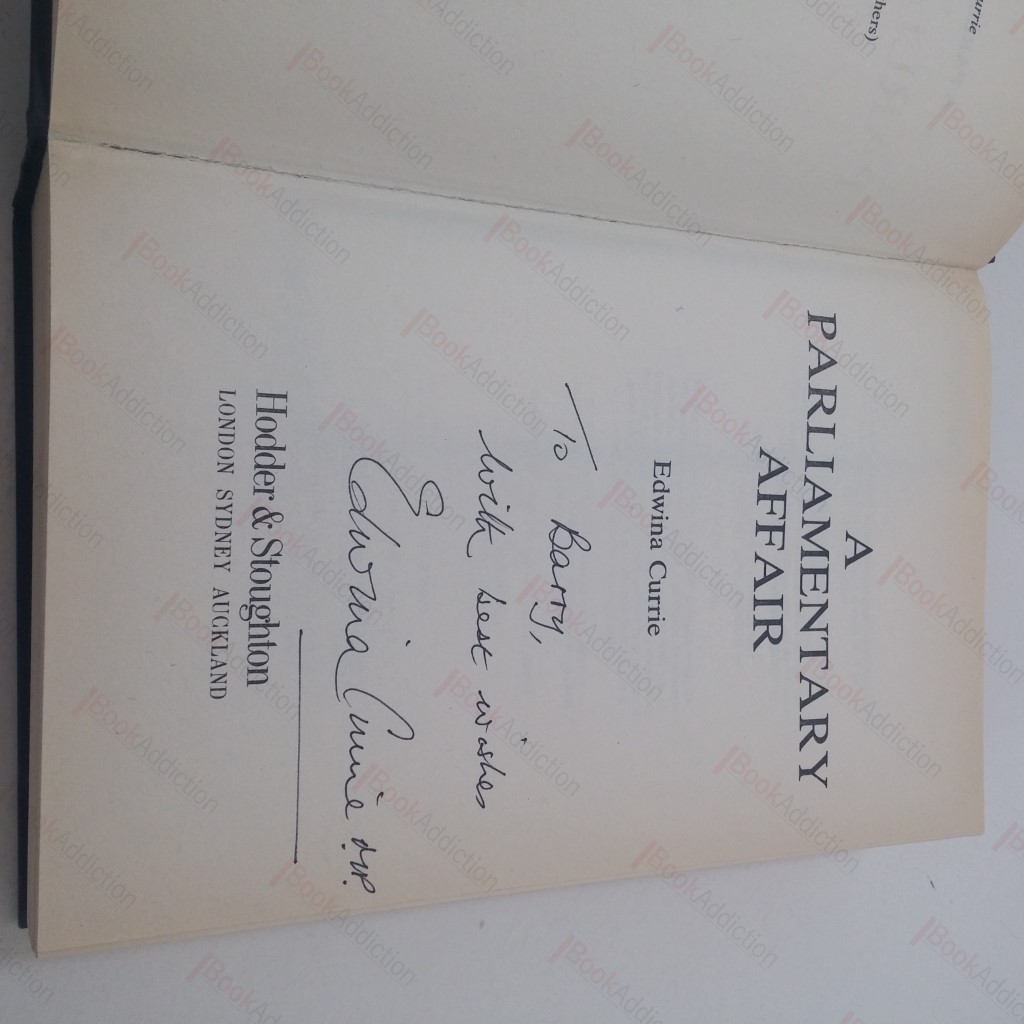 urrie
hers)
A
PARLIAMENTARY
AFFAIR
Edwina Currie
To Barry,
With best wishes
Edwina Currie MP.
Hodder & Stoughton
LONDON SYDNEY AUCKLAND
BookAddiction